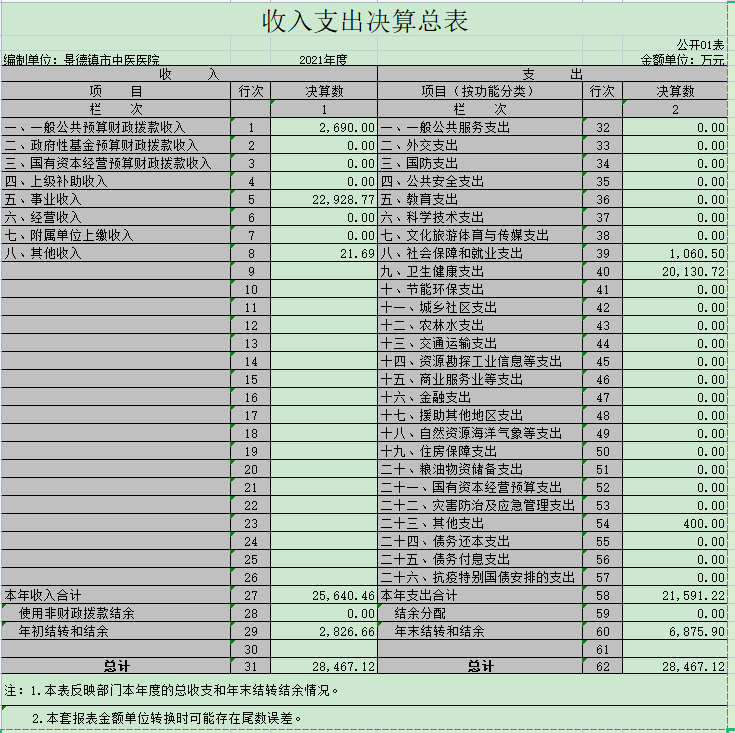 收入支出决算总表
公开01表
编制单位：景德镇市中医医院 2021年度 金额单位：万元
收 入 支 出
项 目 行次 决算数 项目（按功能分类） 行次 决算数
栏 次 1 栏 次 2
一、一般公共预算财政拨款收入 1 2,690.00 一、一般公共服务支出 32 0.00
二、政府性基金预算财政拨款收入 2 0.00 二、外交支出 33 0.00
三、国有资本经营预算财政拨款收入 3 0.00 三、国防支出 34 0.00
四、上级补助收入 4 0.00 四、公共安全支出 35 0.00
五、事业收入 5 22,928.77 五、教育支出 36 0.00
六、经营收入 6 0.00 六、科学技术支出 37 0.00
七、附属单位上缴收入 7 0.00 七、文化旅游体育与传媒支出 38 0.00
八、其他收入 8 21.69 八、社会保障和就业支出 39 1,060.50
9 九、卫生健康支出 40 20,130.72
10 十、节能环保支出 41 0.00
11 十一、城乡社区支出 42 0.00
12 十二、农林水支出 43 0.00
13 十三、交通运输支出 44 0.00
14 十四、资源勘探工业信息等支出 45 0.00
15 十五、商业服务业等支出 46 0.00
16 十六、金融支出 47 0.00
17 十七、援助其他地区支出 48 0.00
18 十八、自然资源海洋气象等支出 49 0.00
19 十九、住房保障支出 50 0.00
20 二十、粮油物资储备支出 51 0.00
21 二十一、国有资本经营预算支出 52 0.00
22 二十二、灾害防治及应急管理支出 53 0.00
23 二十三、其他支出 54 400.00
24 二十四、债务还本支出 55 0.00
25 二十五、债务付息支出 56 0.00
26 二十六、抗疫特别国债安排的支出 57 0.00
本年收入合计 27 25,640.46 本年支出合计 58 21,591.22
使用非财政拨款结余 28 0.00 结余分配 59 0.00
年初结转和结余 29 2,826.66 年末结转和结余 60 6,875.90
30 61
总计 31 28,467.12 总计 62 28,467.12
注：1.本表反映部门本年度的总收支和年末结转结余情况。
2.本套报表金额单位转换时可能存在尾数误差。